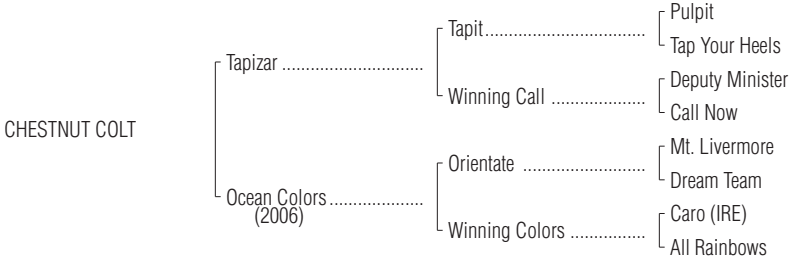 Pulpit
Tapit
Tap Your Heels
Tapizar
Deputy Minister
Winning Call
Call Now
CHESTNUT COLT
Mt. Livermore
Orientate
Dream Team
Ocean Colors
(2006)
Caro (IRE)
Winning Colors
All Rainbows